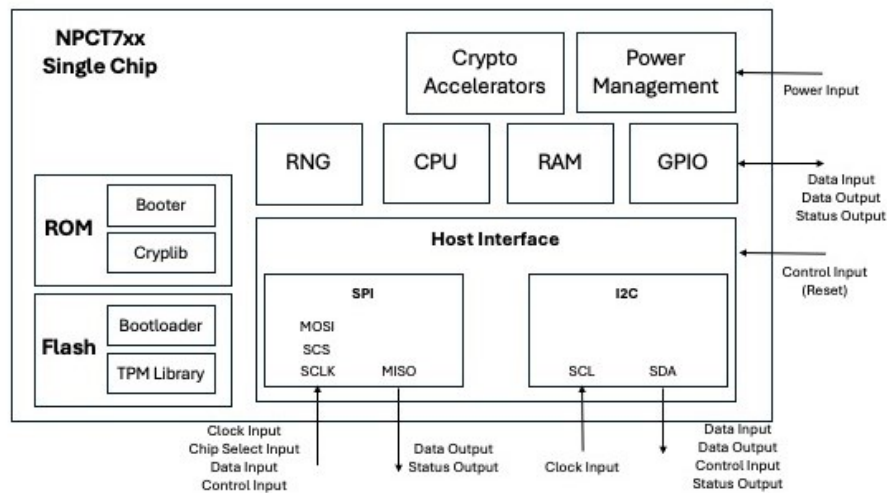 NPCT7xx
Single Chip
Crypto
Accelerators
Power
Management
Power Input
RNG
CPU
RAM
GPIO
Data Input
Data Output
Status Output
ROM
Booter
Cryplib
Host Interface
Control Input
(Reset)
SPI
MOSI
SCS
SCLK
MISO
I2C
SCL
SDA
Flash
Bootloader
TPM Library
Clock Input
Chip Select Input
Data Input
Control Input
Data Output
Status Output
Clock Input
Data Input
Data Output
Control Input
Status Output